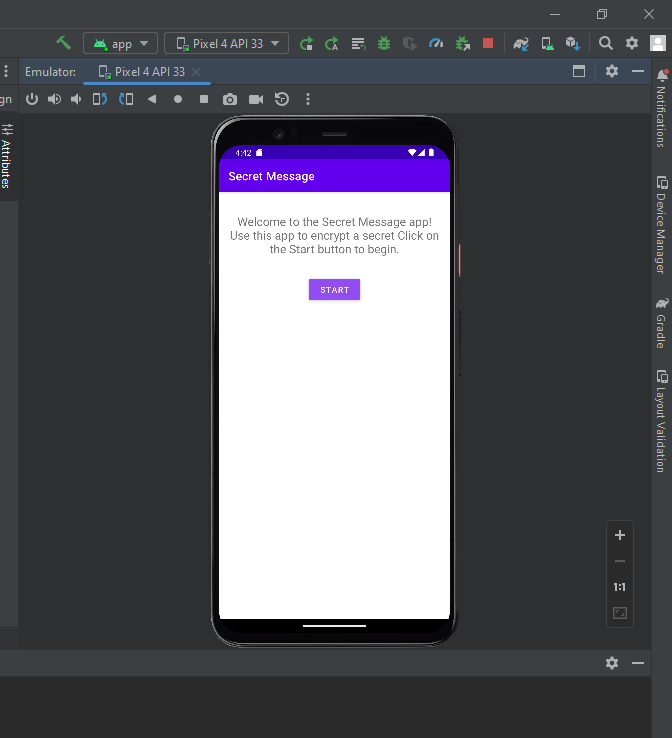 app
Pixel 4 API 33
Emulator:
Pixel 4 API 33
gn
Attributes
4:42
Secret Message
Welcome to the Secret Message app!
Use this app to encrypt a secret Click on
the Start button to begin.
START
Notifications
Device Manager
Gradle
Layout Validation
1:1